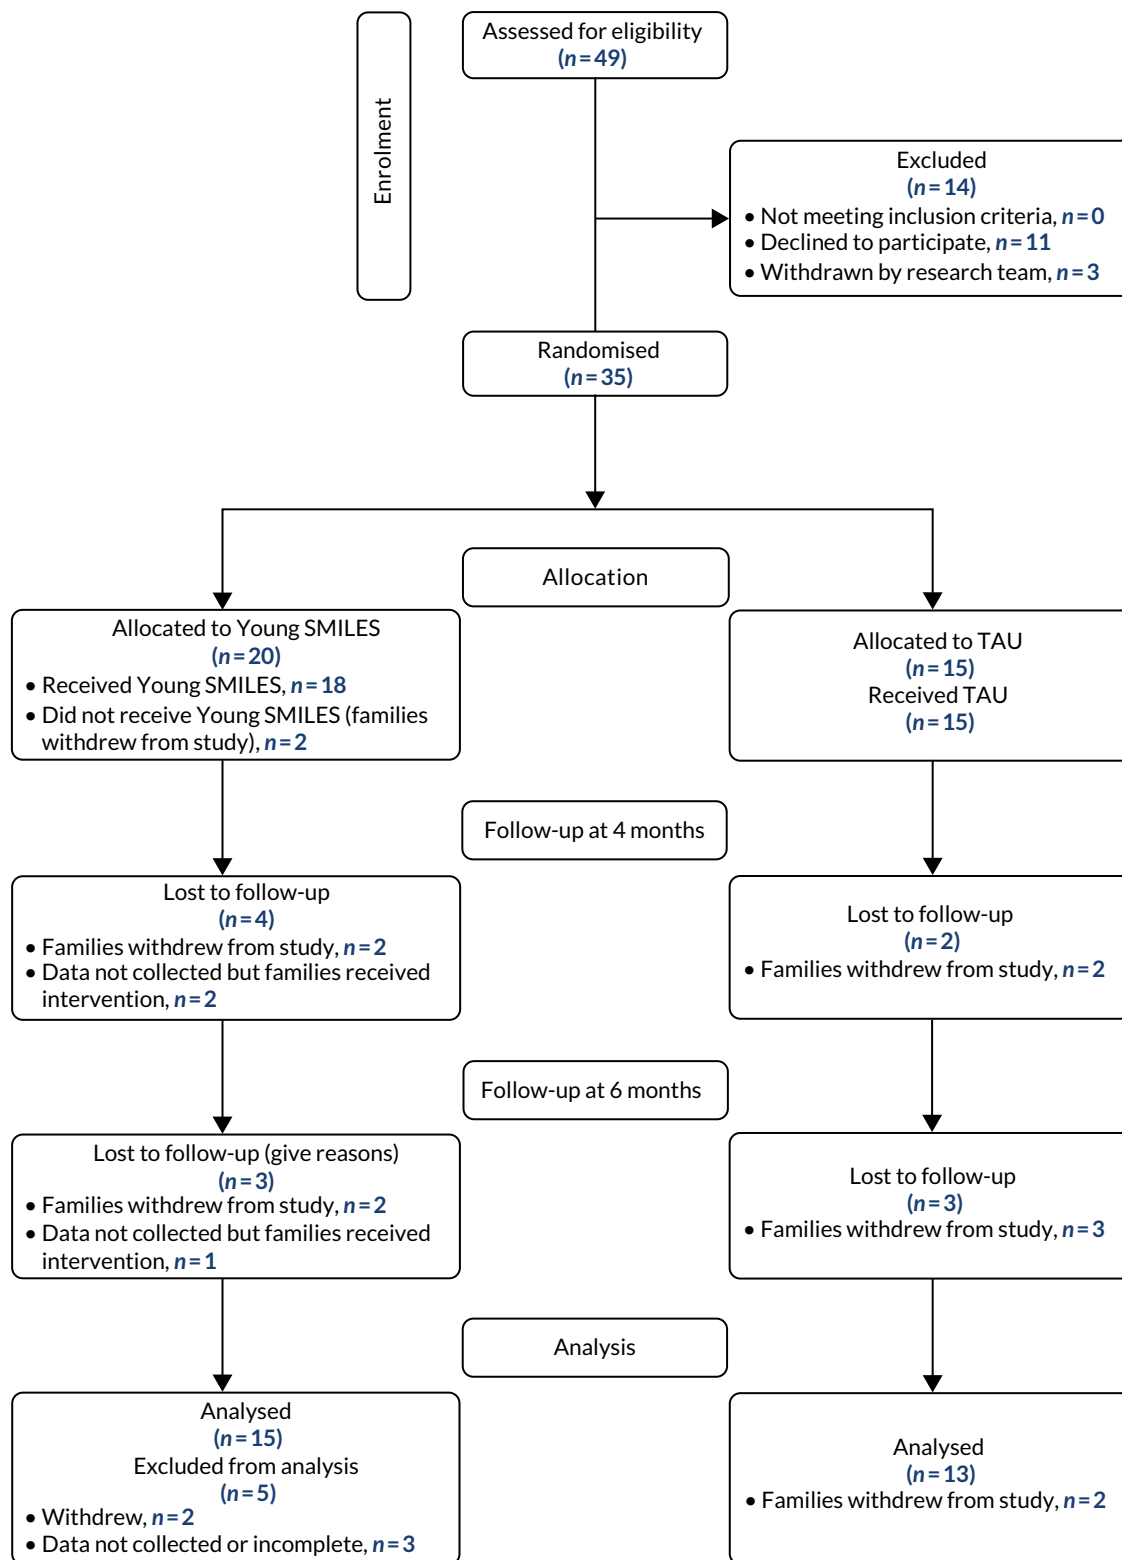 Assessed for eligibility
(n=49)
Enrolment
Excluded
(n=14)
• Not meeting inclusion criteria, n=0
• Declined to participate, n=11
• Withdrawn by research team, n=3
Randomised
(n=35)
Allocation
Allocated to Young SMILES
(n=20)
• Received Young SMILES, n=18
• Did not receive Young SMILES (families
withdrew from study), n=2
Allocated to TAU
(n=15)
Received TAU
(n=15)
Follow-up at 4 months
Lost to follow-up
(n=4)
• Families withdrew from study, n=2
• Data not collected but families received
intervention, n=2
Lost to follow-up
(n=2)
• Families withdrew from study, n=2
Follow-up at 6 months
Lost to follow-up (give reasons)
(n=3)
• Families withdrew from study, n=2
• Data not collected but families received
intervention, n=1
Lost to follow-up
(n=3)
• Families withdrew from study, n=3
Analysis
Analysed
(n=15)
Excluded from analysis
(n=5)
• Withdrew, n=2
• Data not collected or incomplete, n=3
Analysed
(n=13)
• Families withdrew from study, n=2